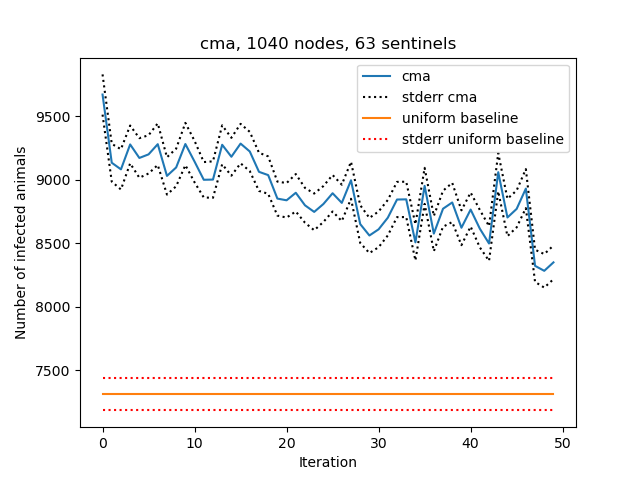 cma, 1040 nodes, 63 sentinels
cma
stderr cma
uniform baseline
stderr uniform baseline
Number of infected animals
9500
9000
8500
8000
7500
0 10 20 30 40 50
Iteration